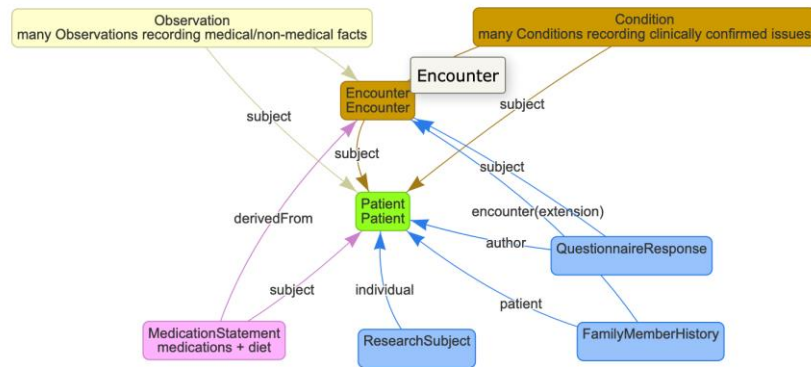 Observation
many Observations recording medical/non-medical facts
Condition
many Conditions recording clinically confirmed issues
Encounter
Encounter
Encounter
subject
subject
subject
subject
derivedFrom
encounter(extension)
Patient
Patient
author
QuestionnaireResponse
subject
individual
patient
MedicationStatement
medications + diet
ResearchSubject
FamilyMemberHistory